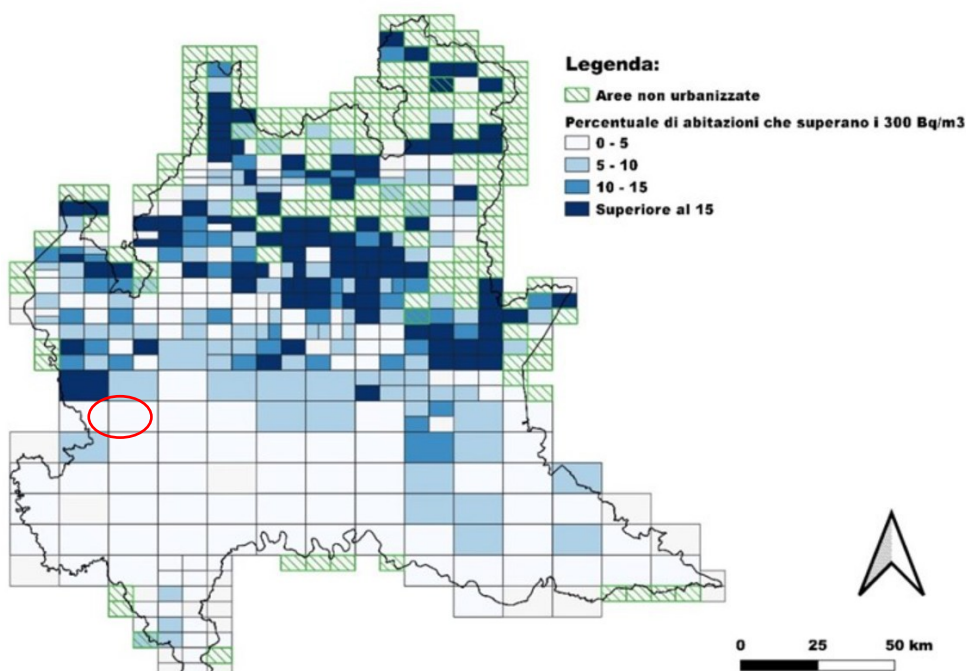 Legenda:
Aree non urbanizzate
Percentuale di abitazioni che superano i 300 Bq/m3
0 - 5
5 - 10
10 - 15
Superiore al 15
0 25 50 km